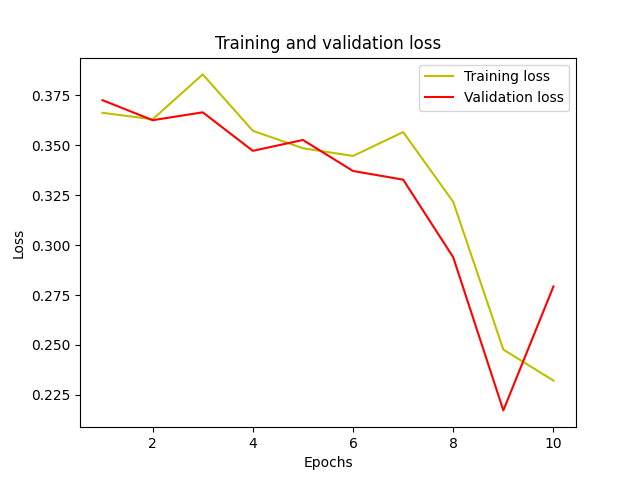 Training and validation loss
Training loss
Validation loss
0.375
0.350
0.325
0.300
0.275
0.250
0.225
Loss
2
4
6
8
10
Epochs